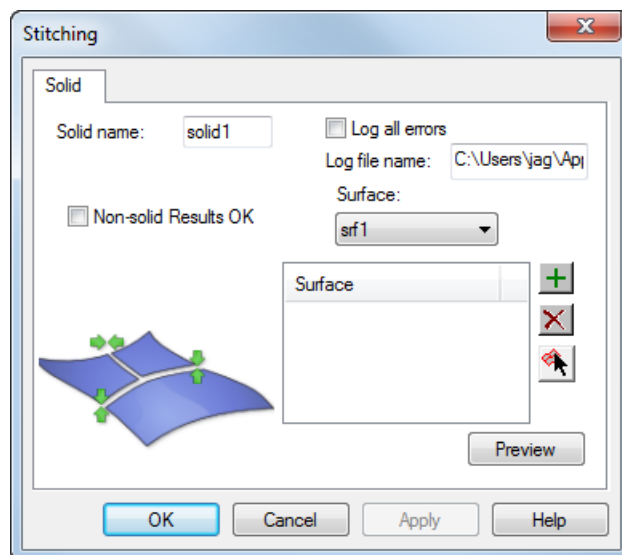 Stitching
Solid
Solid name: solid1
Log all errors
Log file name: C:\Users\jag\Ap
Surface:
Non-solid Results OK
srf1
Surface
Preview
OK Cancel Apply Help